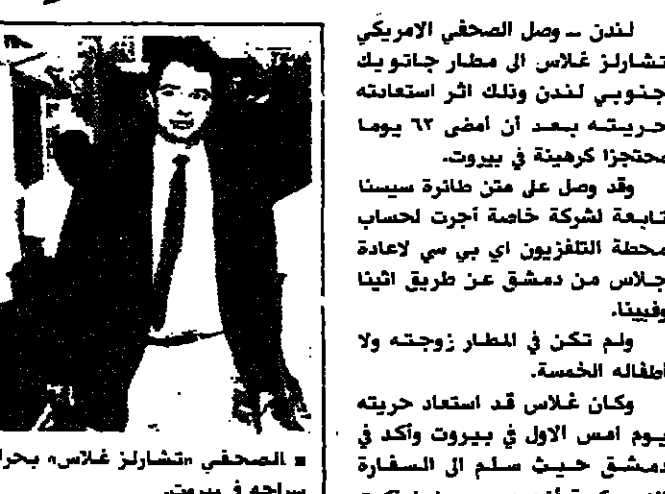 لندن ـ وصل الصحفي الامريكي
تشارلز غلاس الى مطار جاتويك
جنوبي لندن وذلك اثر استعادته
حريته بعد أن أمضى ٦٢ يوما
محتجزا كرهينة في بيروت.
وقد وصل على متن طائرة سيسنا
تابعة لشركة خاصة أجرت لحساب
محطة التلفزيون اي بي سي لاعادة
جلاس من دمشق عن طريق اثينا
وفيينا.
ولم تكن في المطار زوجته ولا
أطفاله الخمسة.
وكان غلاس قد استعاد حريته
يوم امس الاول في بيروت وأكد في
دمشق حيث سلم الى السفارة
■ الصحفي «تشارلز غلاس» بحرا
سراحه في بيروت.